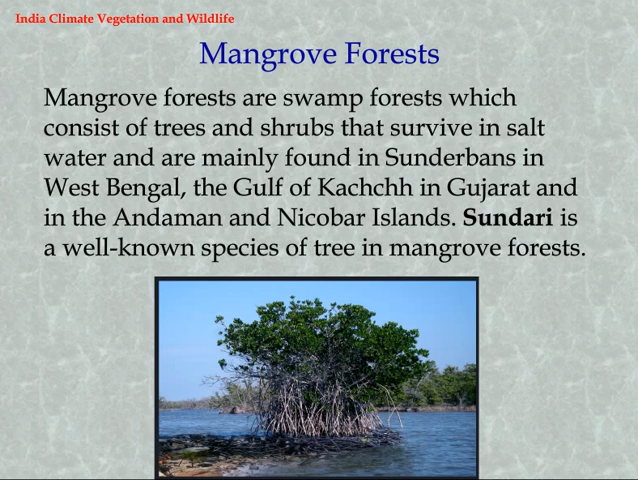 India Climate Vegetation and Wildlife
Mangrove Forests
Mangrove forests are swamp forests which
consist of trees and shrubs that survive in salt
water and are mainly found in Sunderbans in
West Bengal, the Gulf of Kachchh in Gujarat and
in the Andaman and Nicobar Islands. Sundari is
a well-known species of tree in mangrove forests.